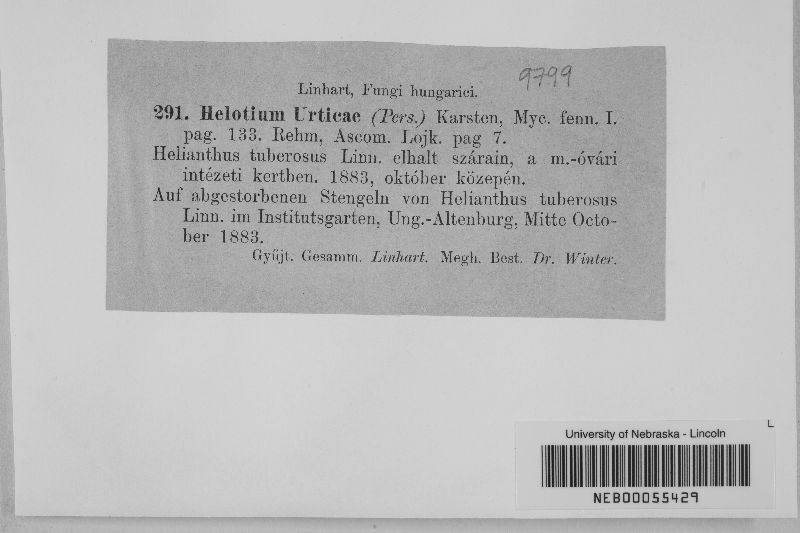 9799
Linhart, Fungi hungarici.
291. Helotium Urticae (Pers.) Karsten, Myc. fenn. I.
pag. 133. Rehm, Ascom. Lojk. pag 7.
Helianthus tuberosus Linn. elhalt szárain, a m.-óvári
intézeti kertben. 1883, október közepén.
Auf abgestorbenen Stengeln von Helianthus tuberosus
Linn. im Institutsgarten, Ung.-Altenburg, Mitte Octo-
ber 1883.
Gyűjt. Gesamm. Linhart. Megh. Best. Dr. Winter.
L
University of Nebraska - Lincoln
NEB00055429